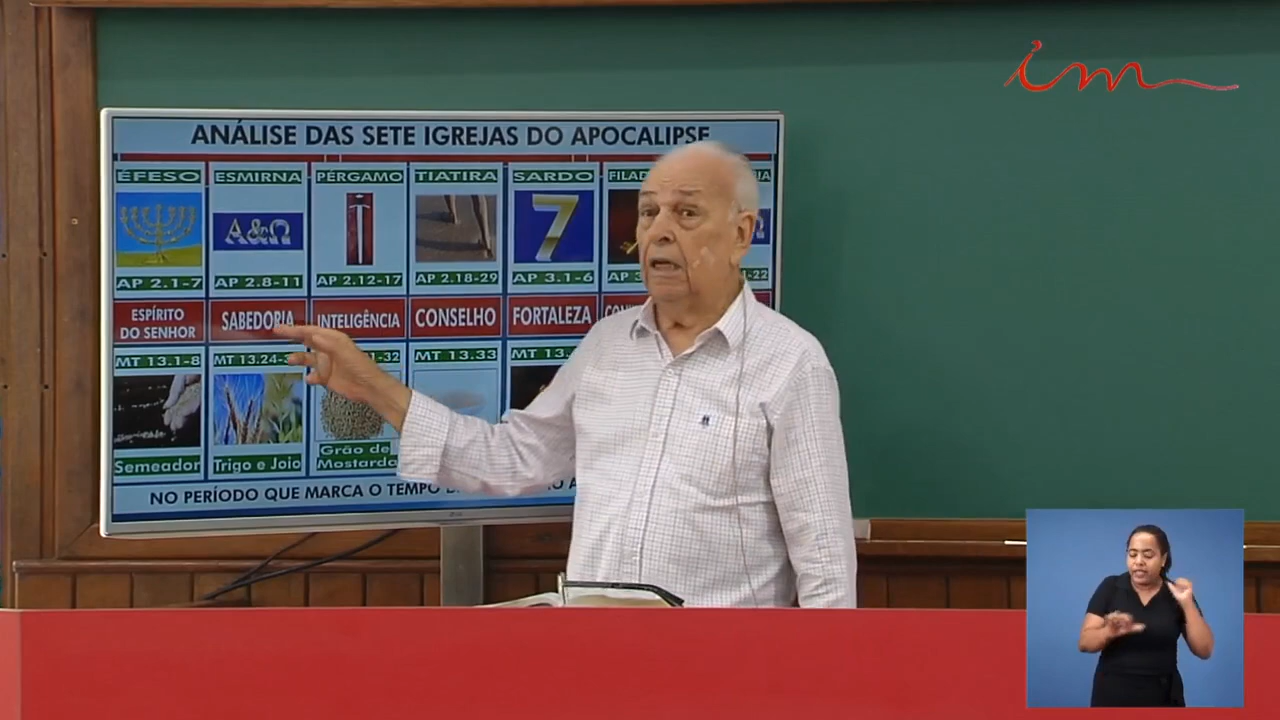 im
ANÁLISE DAS SETE IGREJAS DO APOCALIPSE
ÉFESO ESMIRNA PÉRGAMO TIATIRA SARDO
Α&Ω 7
AP 2.1-7 AP 2.8-11 AP 2.12-17 AP 2.18-29 AP 3.1-6
ESPÍRITO DO SENHOR
SABEDORIA INTELIGÊNCIA CONSELHO FORTALEZA
MT 13.1-8 MT 13.33
Semeador Trigo e Joio Grão de Mostarda
NO PERÍODO QUE MARCA O TEMPO